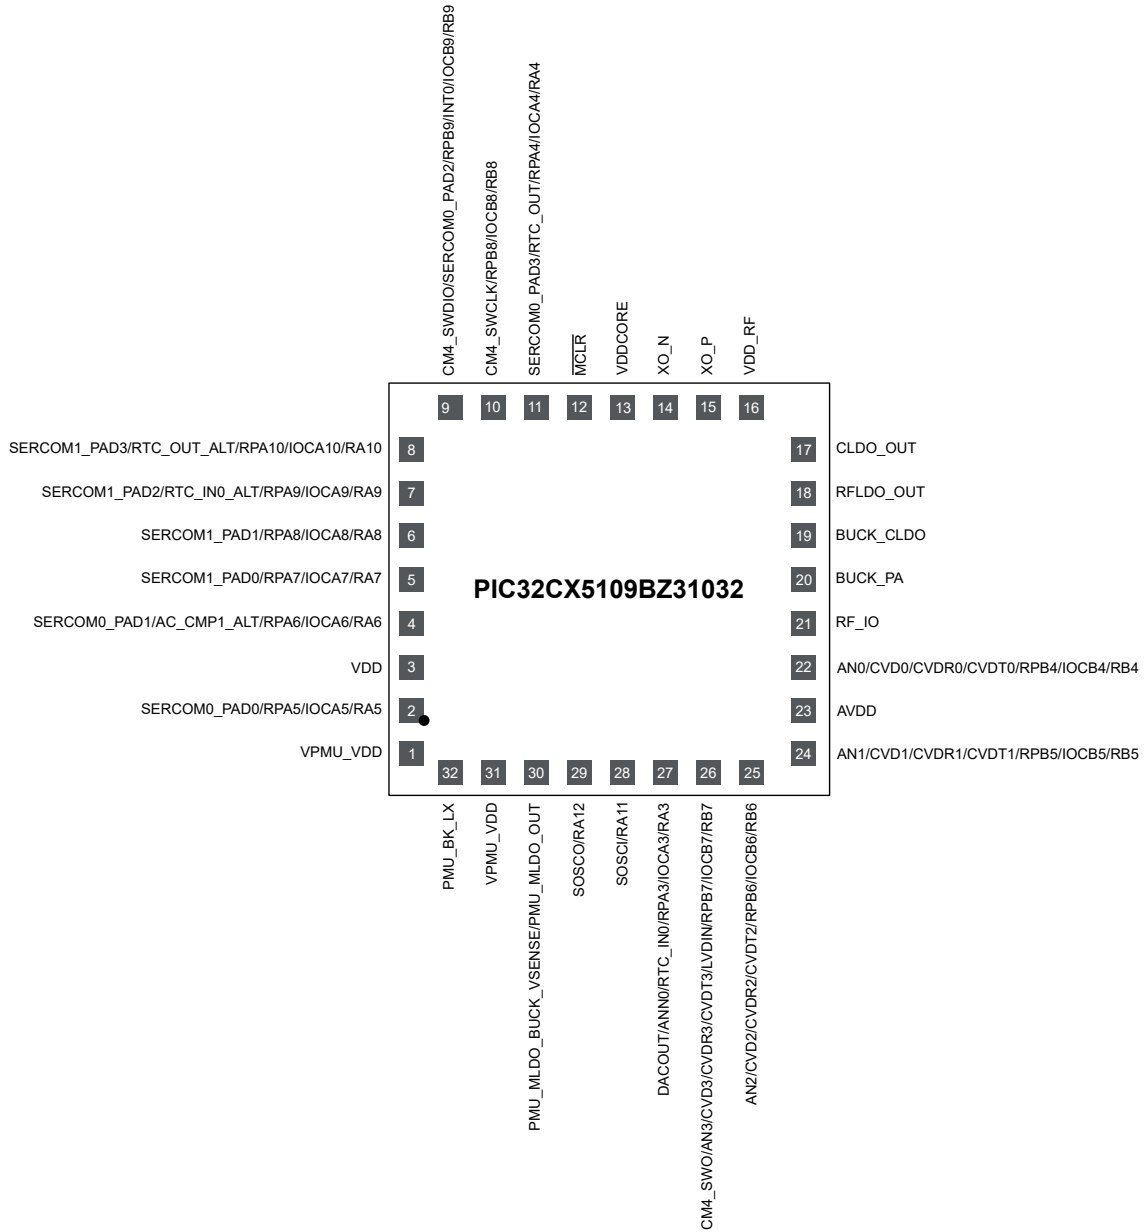 CM4_SWDIO/SERCOM0_PAD2/RPB9/INT0/IOCB9/RB9
CM4_SWCLK/RPB8/IOCB8/RB8
SERCOM0_PAD3/RTC_OUT/RPA4/IOCA4/RA4
MCLR
VDDCORE
XO_N
XO_P
VDD_RF
9
10
11
12
13
14
15
16
SERCOM1_PAD3/RTC_OUT_ALT/RPA10/IOCA10/RA10
8
SERCOM1_PAD2/RTC_IN0_ALT/RPA9/IOCA9/RA9
7
SERCOM1_PAD1/RPA8/IOCA8/RA8
6
SERCOM1_PAD0/RPA7/IOCA7/RA7
5
SERCOM0_PAD1/AC_CMP1_ALT/RPA6/IOCA6/RA6
4
VDD
3
SERCOM0_PAD0/RPA5/IOCA5/RA5
2
VPMU_VDD
1
PIC32CX5109BZ31032
17
CLDO_OUT
18
RFLDO_OUT
19
BUCK_CLDO
20
BUCK_PA
21
RF_IO
22
AN0/CVD0/CVDR0/CVDT0/RPB4/IOCB4/RB4
23
AVDD
24
AN1/CVD1/CVDR1/CVDT1/RPB5/IOCB5/RB5
32
31
30
29
28
27
26
25
PMU_BK_LX
VPMU_VDD
PMU_MLDO_BUCK_VSENSE/PMU_MLDO_OUT
SOSCO/RA12
SOSCI/RA11
DACOUT/ANN0/RTC_IN0/RPA3/IOCA3/RA3
CM4_SWO/AN3/CVD3/CVDR3/CVDT3/LVDIN/RPB7/IOCB7/RB7
AN2/CVD2/CVDR2/CVDT2/RPB6/IOCB6/RB6